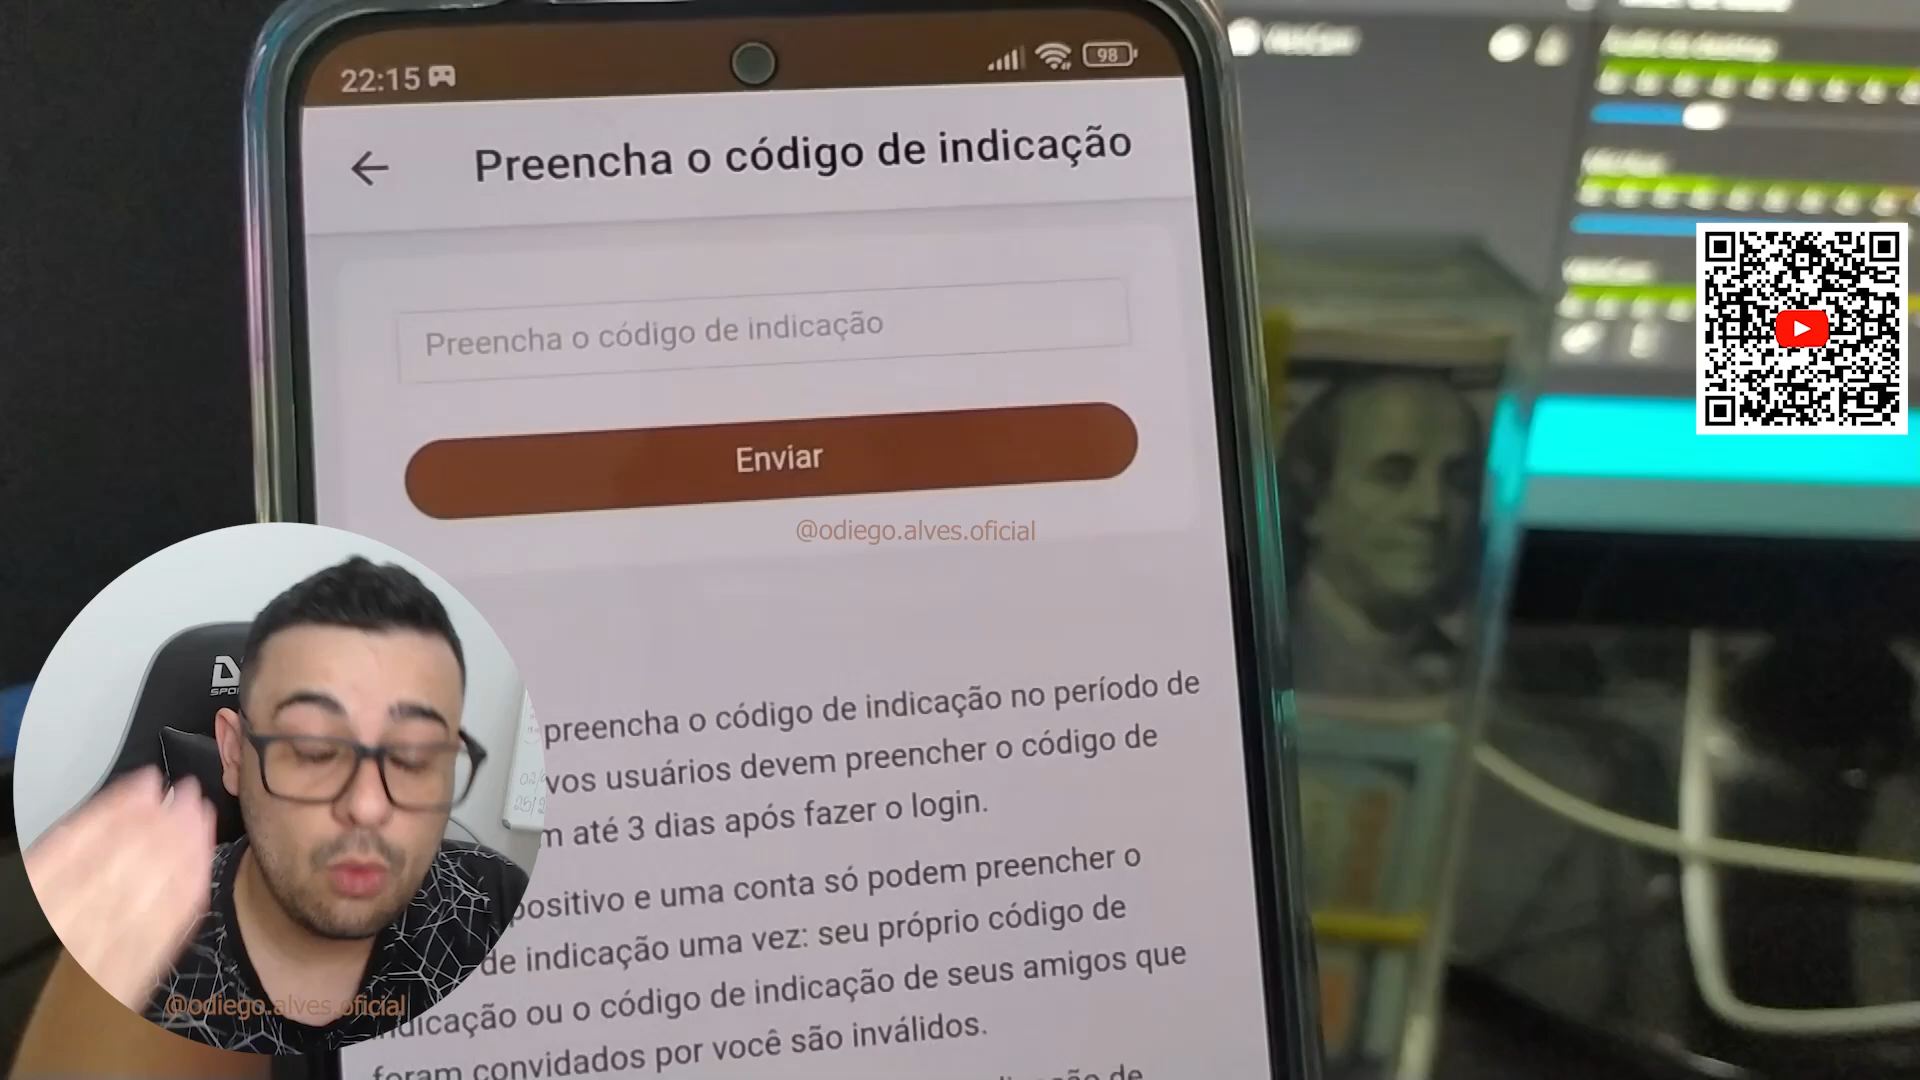 22:15
98
Preencha o código de indicação
Preencha o código de indicação
Enviar
@odiego.alves.oficial
preencha o código de indicação no período de
vos usuários devem preencher o código de
m até 3 dias após fazer o login.
positivo e uma conta só podem preencher o
de indicação uma vez: seu próprio código de
indicação ou o código de indicação de seus amigos que
foram convidados por você são inválidos.
de
@odiego.alves.oficial